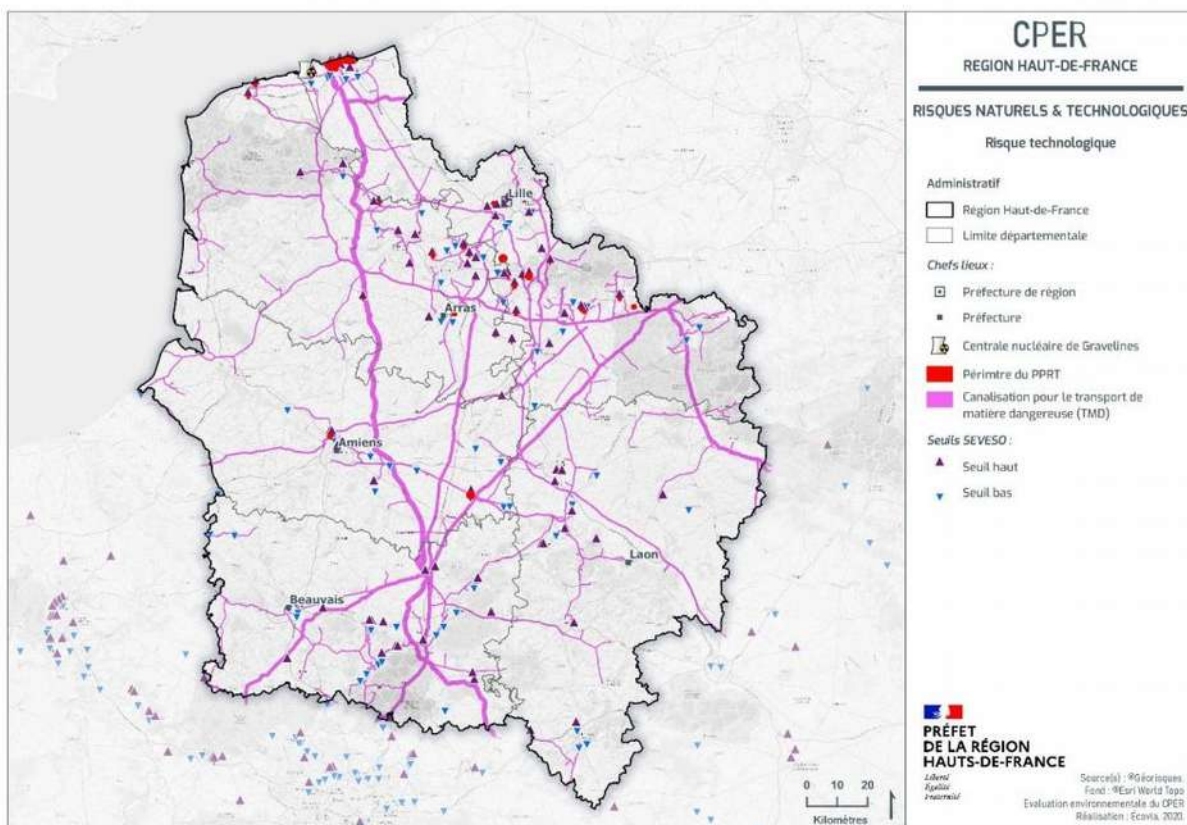 CPER
REGION HAUT-DE-FRANCE
RISQUES NATURELS & TECHNOLOGIQUES
Risque technologique
Administratif
Région Haut-de-France
Limite départementale
Chefs lieux :
Préfecture de région
Préfecture
Centrale nucléaire de Gravelines
Périmtre du PPRT
Canalisation pour le transport de
matière dangereuse (TMD)
Seuils SEVESO :
Seuil haut
Seuil bas
Lille
Arras
Amiens
Laon
Beauvais
0 10 20
Kilomètres
PRÉFET
DE LA RÉGION
HAUTS-DE-FRANCE
Liberté
Égalité
Fraternité
Source(s) : ©Géorisques.
Fond : ©Esri World Topo
Evaluation environnementale du CPER
Réalisation : Ecovia, 2020.